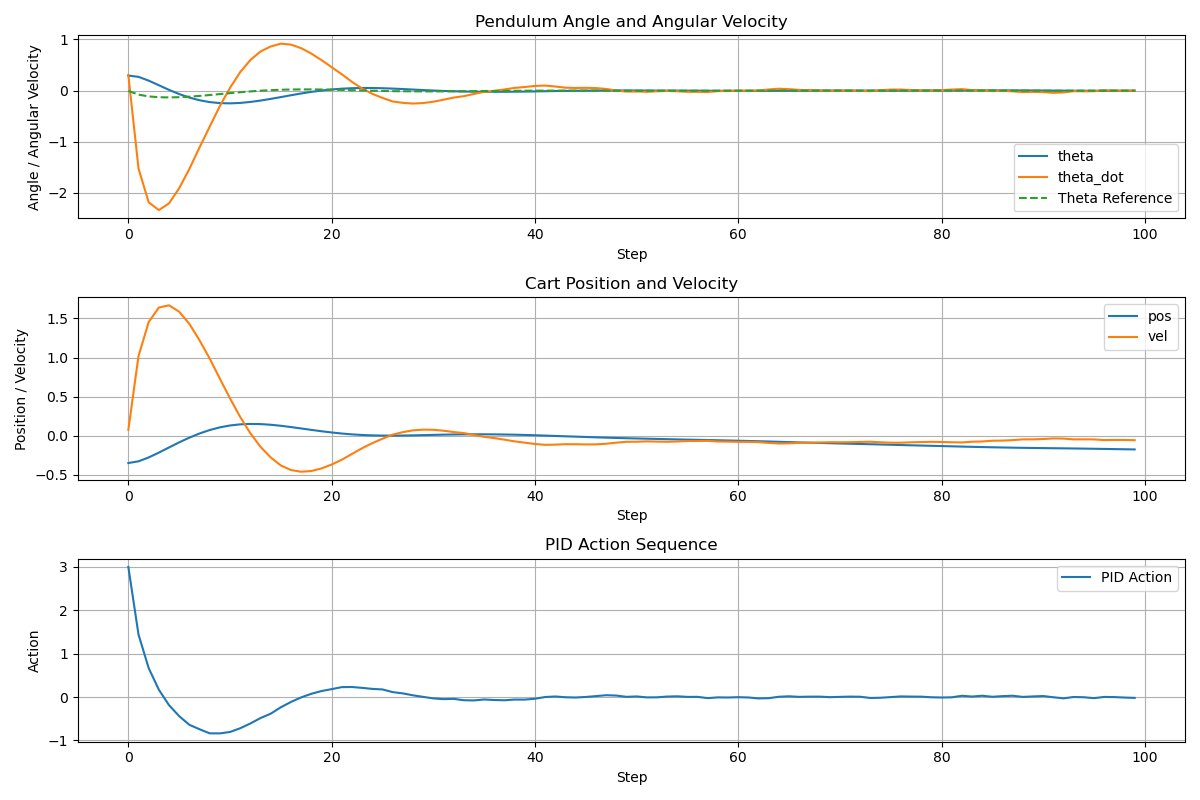 Pendulum Angle and Angular Velocity
Angle / Angular Velocity
1
0
−1
−2
theta
theta_dot
Theta Reference
0 20 40 60 80 100
Step
Cart Position and Velocity
Position / Velocity
1.5
1.0
0.5
0.0
−0.5
pos
vel
0 20 40 60 80 100
Step
PID Action Sequence
Action
3
2
1
0
−1
PID Action
0 20 40 60 80 100
Step